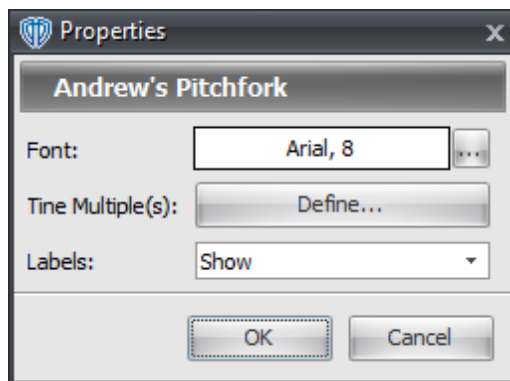 Properties
Andrew's Pitchfork
Font: Arial, 8 ...
Tine Multiple(s): Define...
Labels: Show
OK Cancel